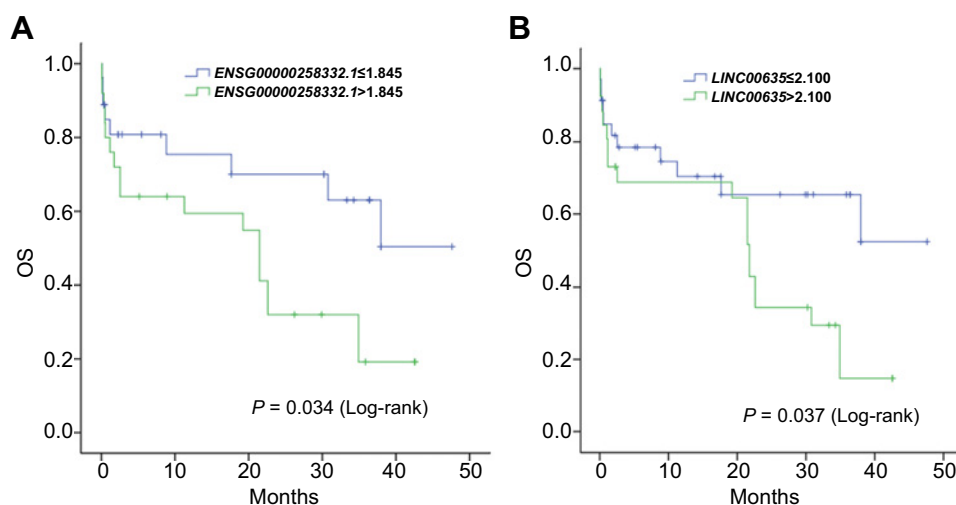 A
1.0
0.8
0.6
0.4
0.2
0.0
OS
ENSG00000258332.1≤1.845
ENSG00000258332.1>1.845
P = 0.034 (Log-rank)
0 10 20 30 40 50
Months
B
1.0
0.8
0.6
0.4
0.2
0.0
OS
LINC00635≤2.100
LINC00635>2.100
P = 0.037 (Log-rank)
0 10 20 30 40 50
Months